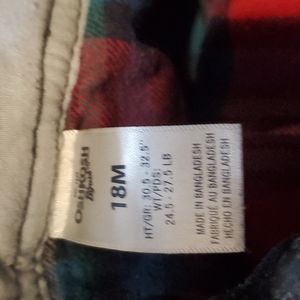 OSHKOSH
B'gosh
18M
HT/GR: 30.5 - 32.5"
WT/PDS:
24.5 - 27.5 LB
MADE IN BANGLADESH
FABRIQUÉ AU BANGLADESH
HECHO EN BANGLADESH